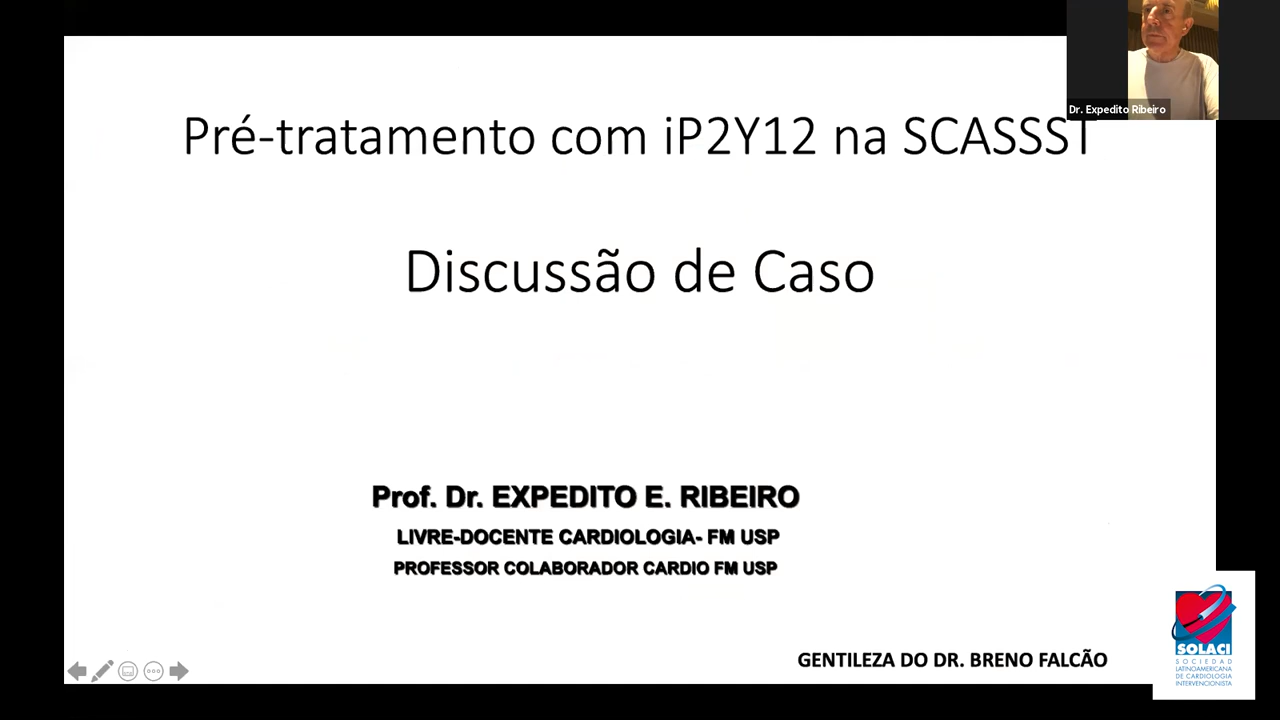 Dr. Expedito Ribeiro
Pré-tratamento com iP2Y12 na SCASSST
Discussão de Caso
Prof. Dr. EXPEDITO E. RIBEIRO
LIVRE-DOCENTE CARDIOLOGIA- FM USP
PROFESSOR COLABORADOR CARDIO FM USP
GENTILEZA DO DR. BRENO FALCÃO
SOLACI
SOCIEDAD
LATINOAMERICANA
DE CARDIOLOGIA
INTERVENCIONISTA